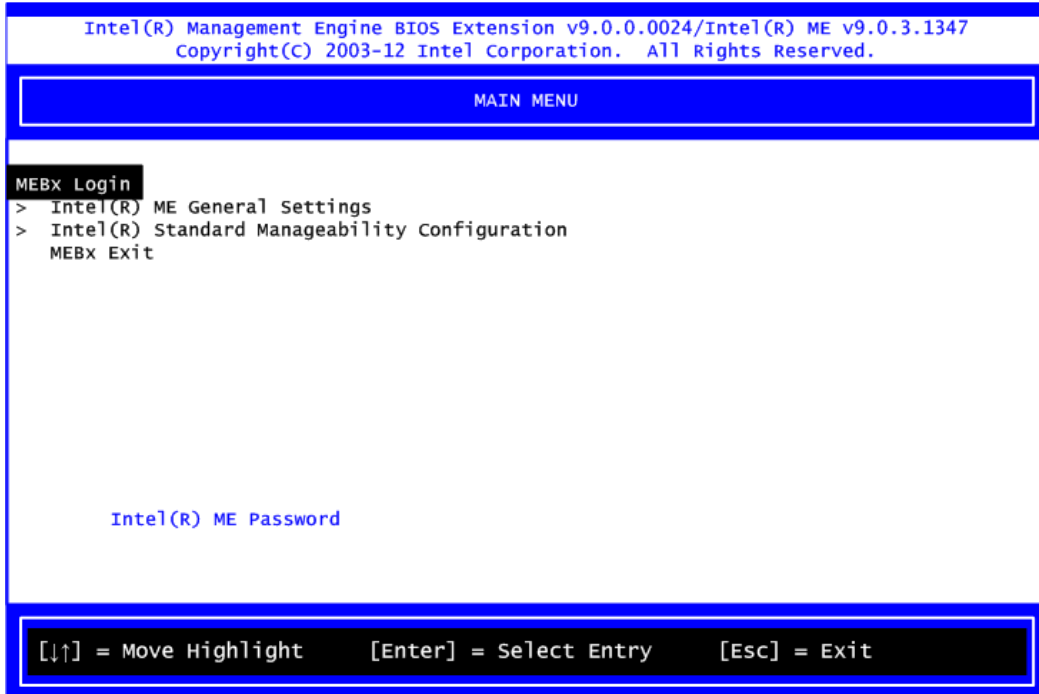 Intel(R) Management Engine BIOS Extension v9.0.0.0024/Intel(R) ME v9.0.3.1347
Copyright(C) 2003-12 Intel Corporation. All Rights Reserved.
MAIN MENU
MEBx Login
> Intel(R) ME General Settings
> Intel(R) Standard Manageability Configuration
MEBx Exit
Intel(R) ME Password
[↓↑] = Move Highlight [Enter] = Select Entry [Esc] = Exit